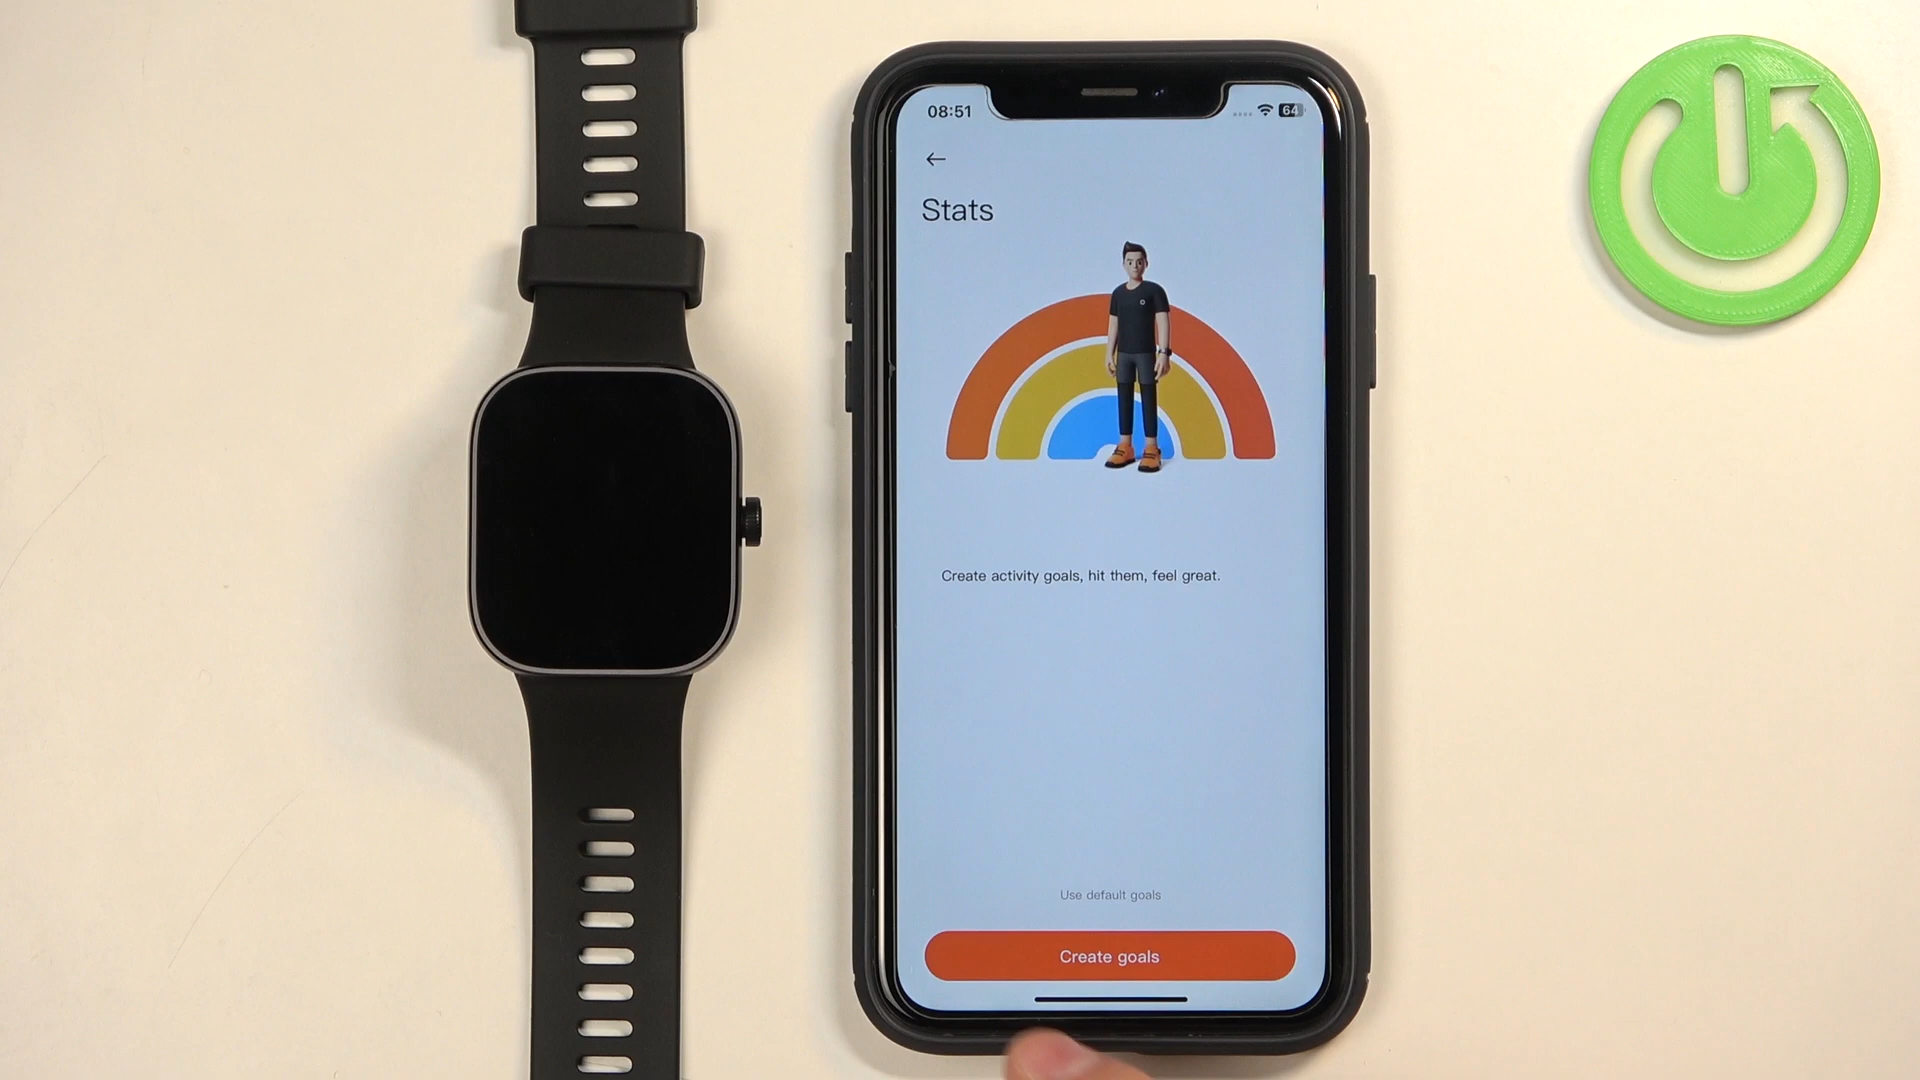 08:51
64
Stats
Create activity goals, hit them, feel great.
Use default goals
Create goals